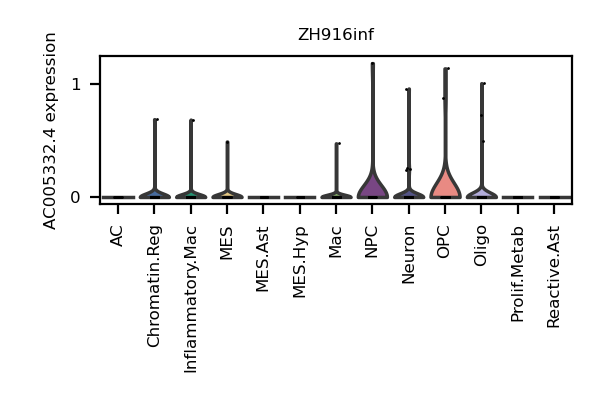 ZH916inf
AC005332.4 expression
1
0
AC
Chromatin.Reg
Inflammatory.Mac
MES
MES.Ast
MES.Hyp
Mac
NPC
Neuron
OPC
Oligo
Prolif.Metab
Reactive.Ast